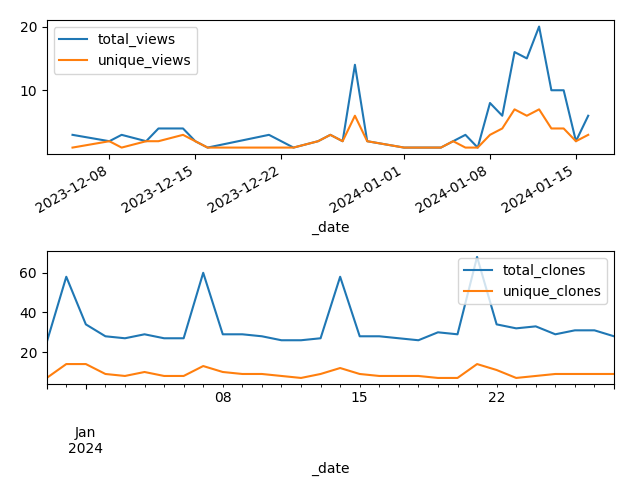 20
10
total_views
unique_views
2023-12-08
2023-12-15
2023-12-22
2024-01-01
2024-01-08
2024-01-15
_date
60
40
20
total_clones
unique_clones
08
15
22
Jan
2024
_date